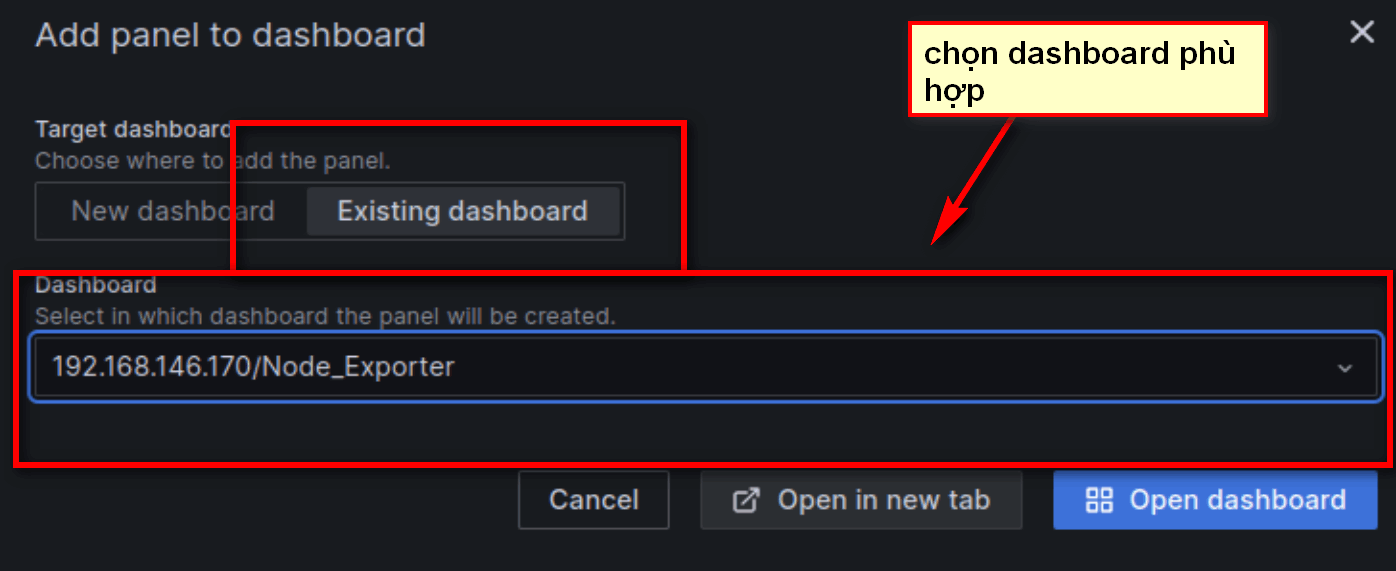 Add panel to dashboard
chọn dashboard phù
hợp
Target dashboard
Choose where to add the panel.
New dashboard
Existing dashboard
Dashboard
Select in which dashboard the panel will be created.
192.168.146.170/Node_Exporter
Cancel
Open in new tab
Open dashboard